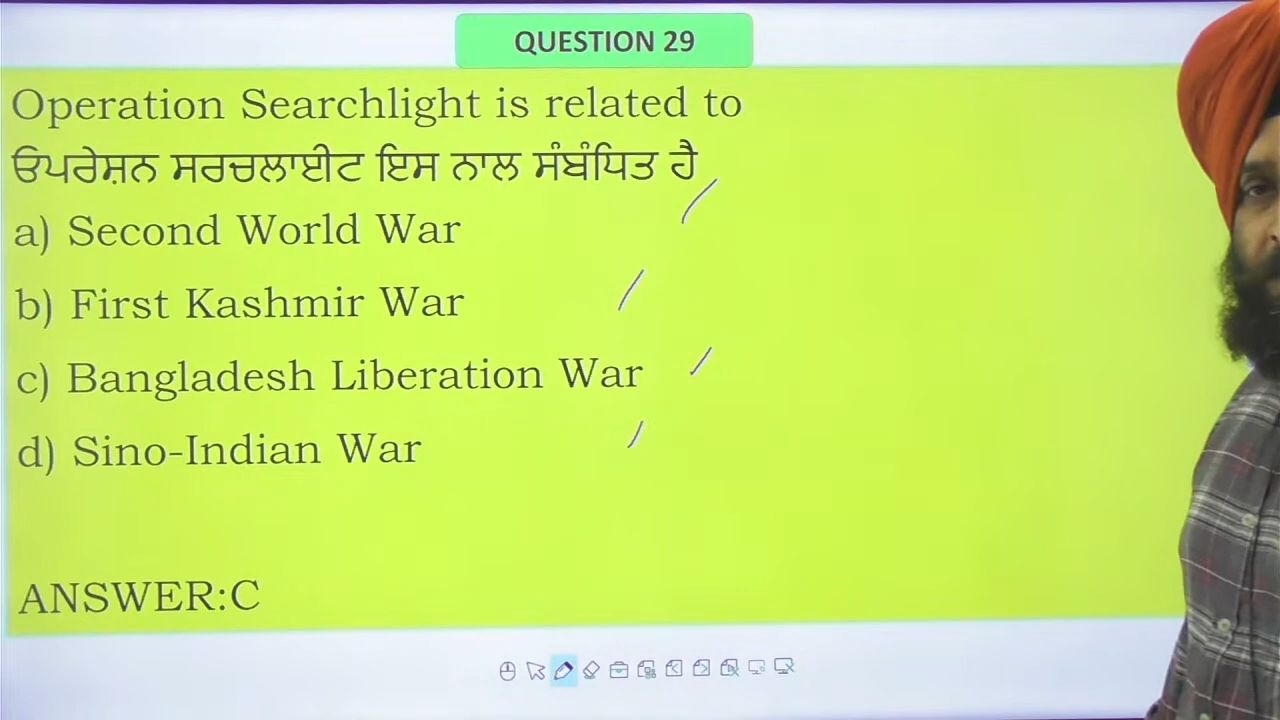 QUESTION 29
Operation Searchlight is related to
ਓਪਰੇਸ਼ਨ ਸਰਚਲਾਈਟ ਇਸ ਨਾਲ ਸੰਬੰਧਿਤ ਹੈ
a) Second World War
b) First Kashmir War
c) Bangladesh Liberation War
d) Sino-Indian War
ANSWER:C